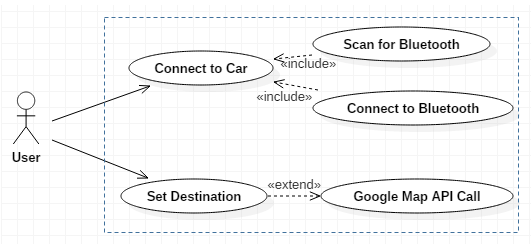 Scan for Bluetooth
«include»
Connect to Car
«include»
Connect to Bluetooth
User
«extend»
Set Destination
Google Map API Call